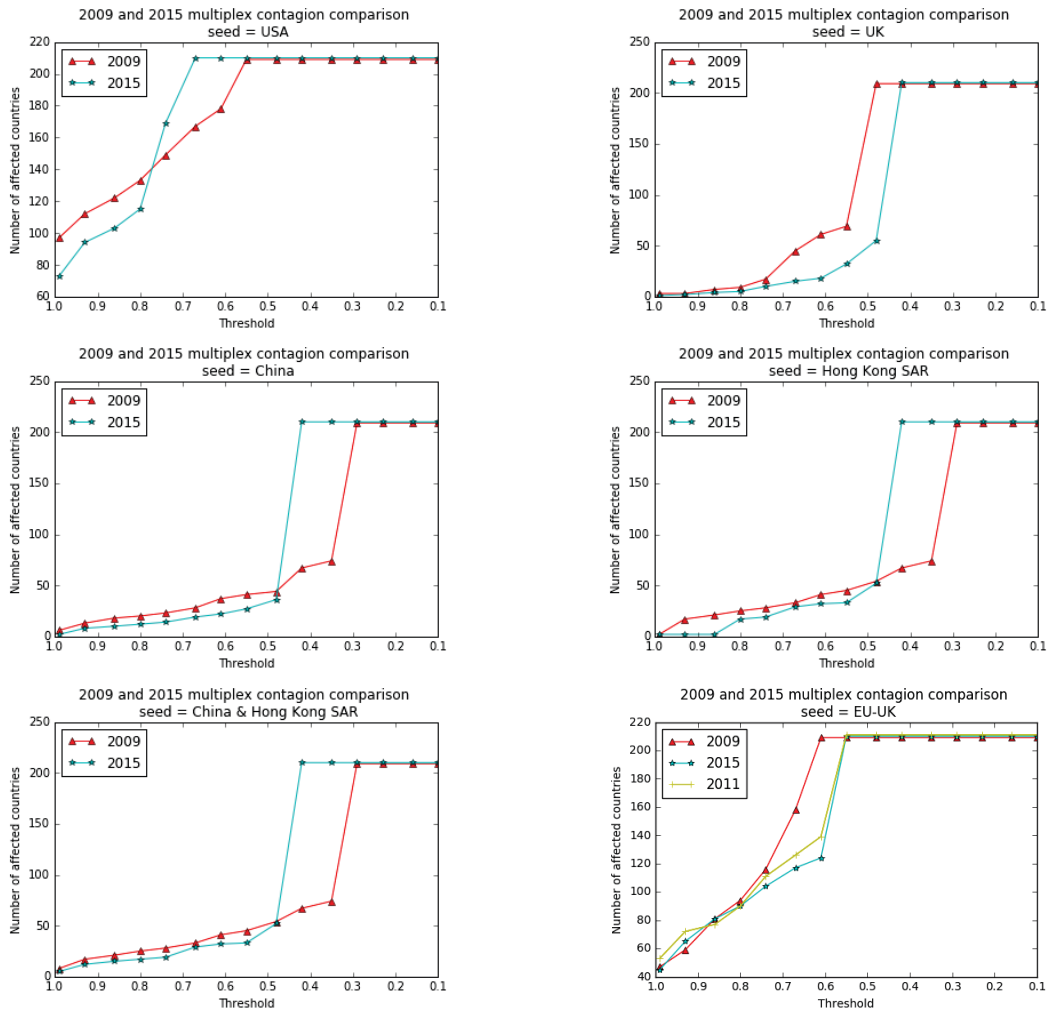 2009 and 2015 multiplex contagion comparison
seed = USA
220
200
180
160
140
120
100
80
60
Number of affected countries
2009
2015
1.0 0.9 0.8 0.7 0.6 0.5 0.4 0.3 0.2 0.1
Threshold
2009 and 2015 multiplex contagion comparison
seed = UK
250
200
150
100
50
0
Number of affected countries
2009
2015
1.0 0.9 0.8 0.7 0.6 0.5 0.4 0.3 0.2 0.1
Threshold
2009 and 2015 multiplex contagion comparison
seed = China
250
200
150
100
50
0
Number of affected countries
2009
2015
1.0 0.9 0.8 0.7 0.6 0.5 0.4 0.3 0.2 0.1
Threshold
2009 and 2015 multiplex contagion comparison
seed = Hong Kong SAR
250
200
150
100
50
0
Number of affected countries
2009
2015
1.0 0.9 0.8 0.7 0.6 0.5 0.4 0.3 0.2 0.1
Threshold
2009 and 2015 multiplex contagion comparison
seed = China & Hong Kong SAR
250
200
150
100
50
0
Number of affected countries
2009
2015
1.0 0.9 0.8 0.7 0.6 0.5 0.4 0.3 0.2 0.1
Threshold
2009 and 2015 multiplex contagion comparison
seed = EU-UK
220
200
180
160
140
120
100
80
60
40
Number of affected countries
2009
2015
2011
1.0 0.9 0.8 0.7 0.6 0.5 0.4 0.3 0.2 0.1
Threshold